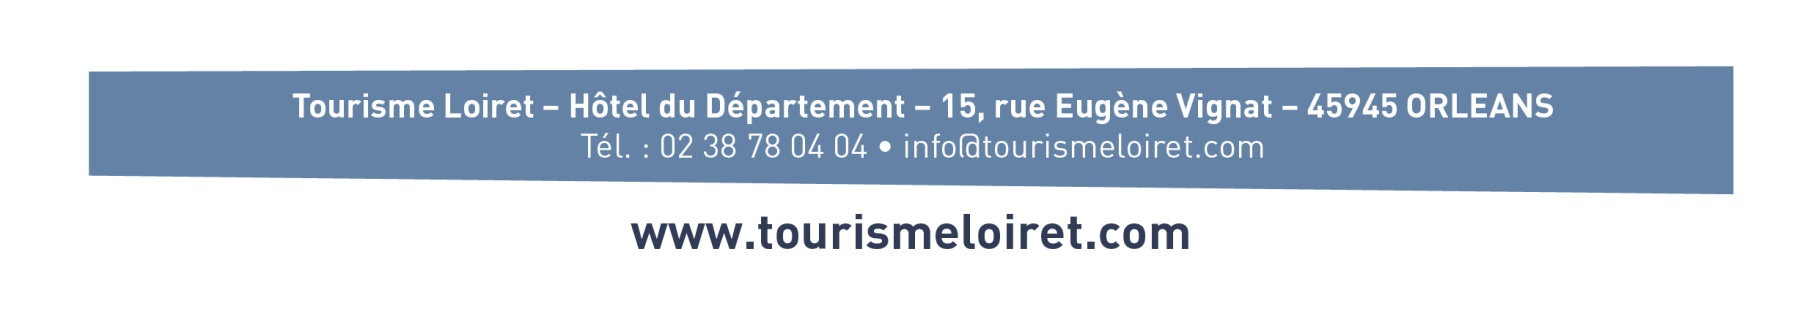 Tourisme Loiret – Hôtel du Département – 15, rue Eugène Vignat – 45945 ORLEANS
Tél. : 02 38 78 04 04 • info@tourismeloiret.com
www.tourismeloiret.com